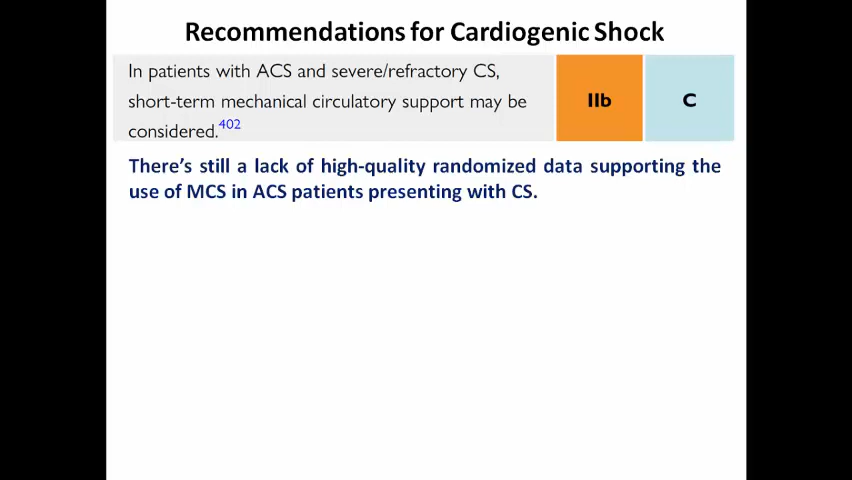 Recommendations for Cardiogenic Shock
In patients with ACS and severe/refractory CS,
short-term mechanical circulatory support may be
considered.402
IIb
C
There's still a lack of high-quality randomized data supporting the
use of MCS in ACS patients presenting with CS.